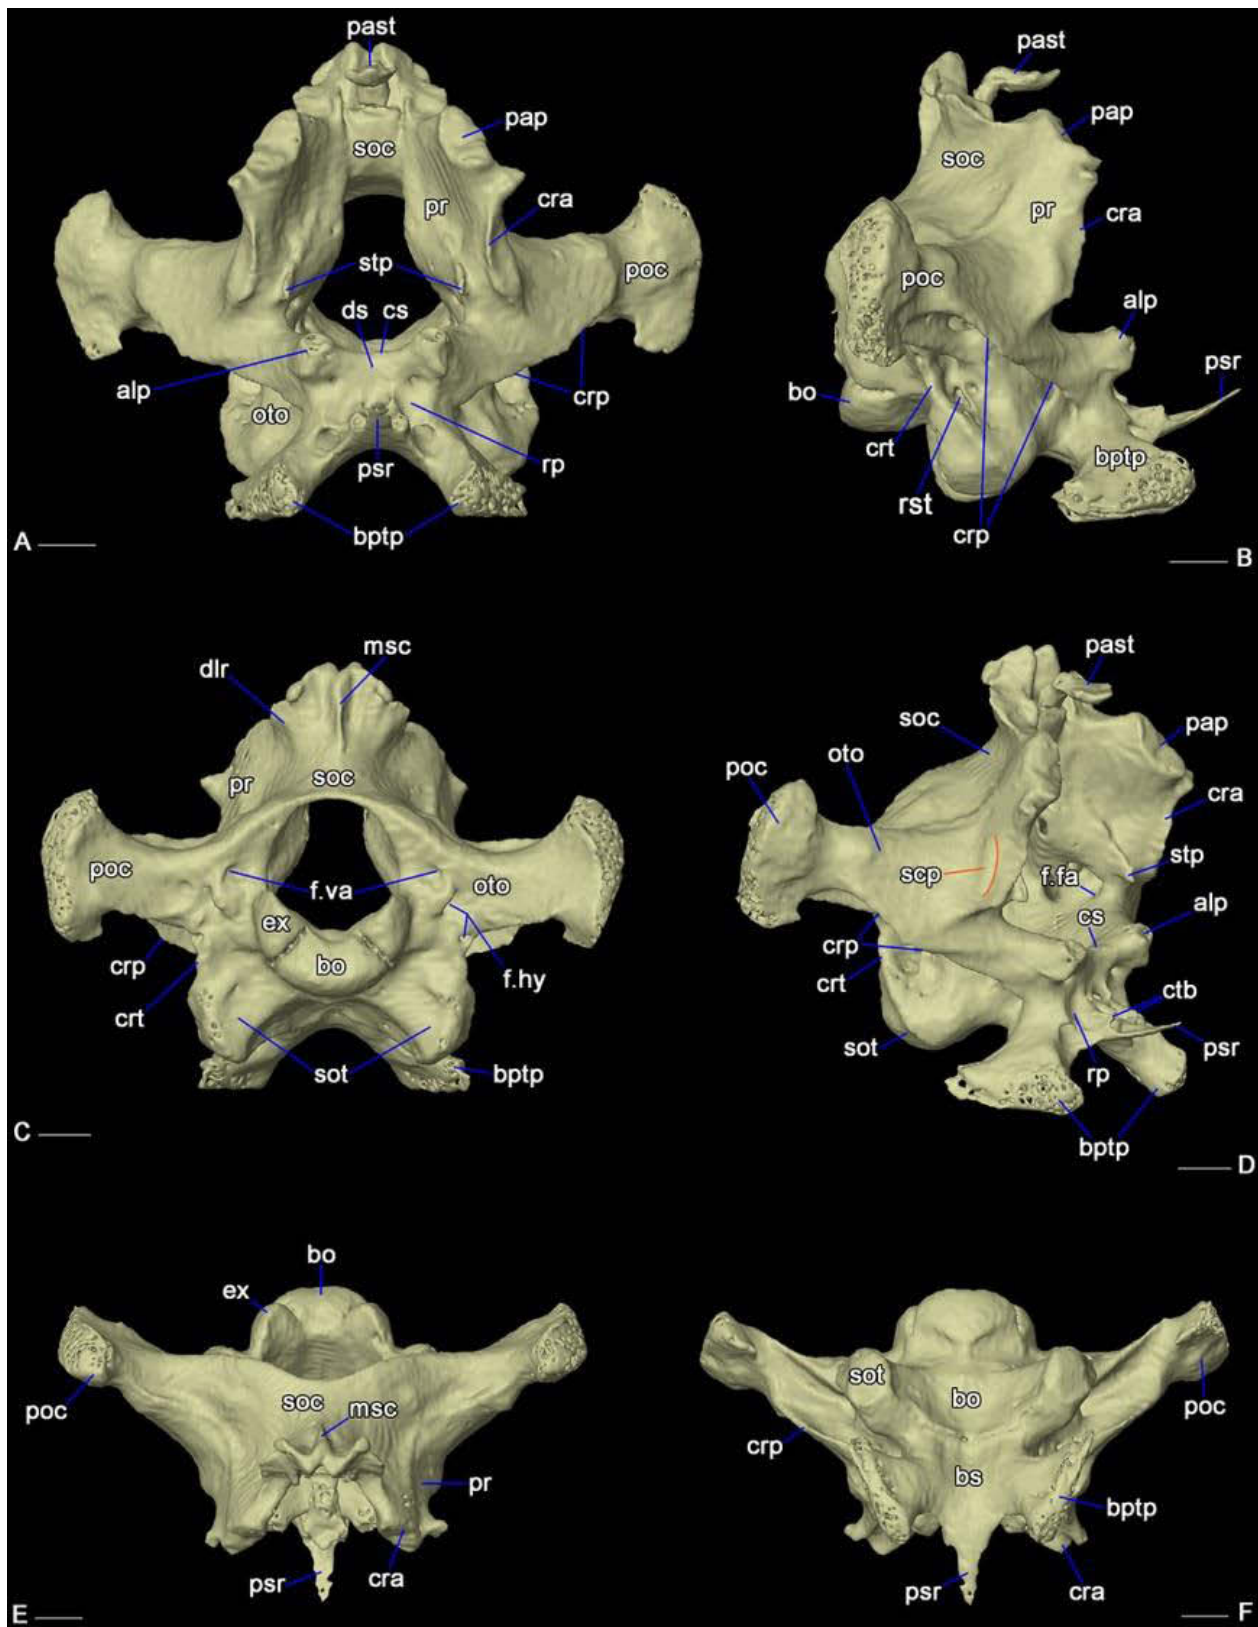 past
pap
soc
pr
cra
poc
stp
ds cs
alp
crp
oto
psr
rp
bptp
A
past
pap
soc
pr
cra
poc
alp
psr
bo
crt
bptp
rst
crp
B
msc
dlr
soc
pr
poc
f.va
oto
ex
bo
crp
f.hy
crt
sot
bptp
C
past
soc
pap
oto
poc
cra
scp
f.fa
stp
alp
cs
crp
crt
ctb
sot
psr
rp
bptp
D
bo
ex
soc
msc
poc
pr
psr
cra
E
sot
bo
poc
crp
bs
bptp
psr
cra
F